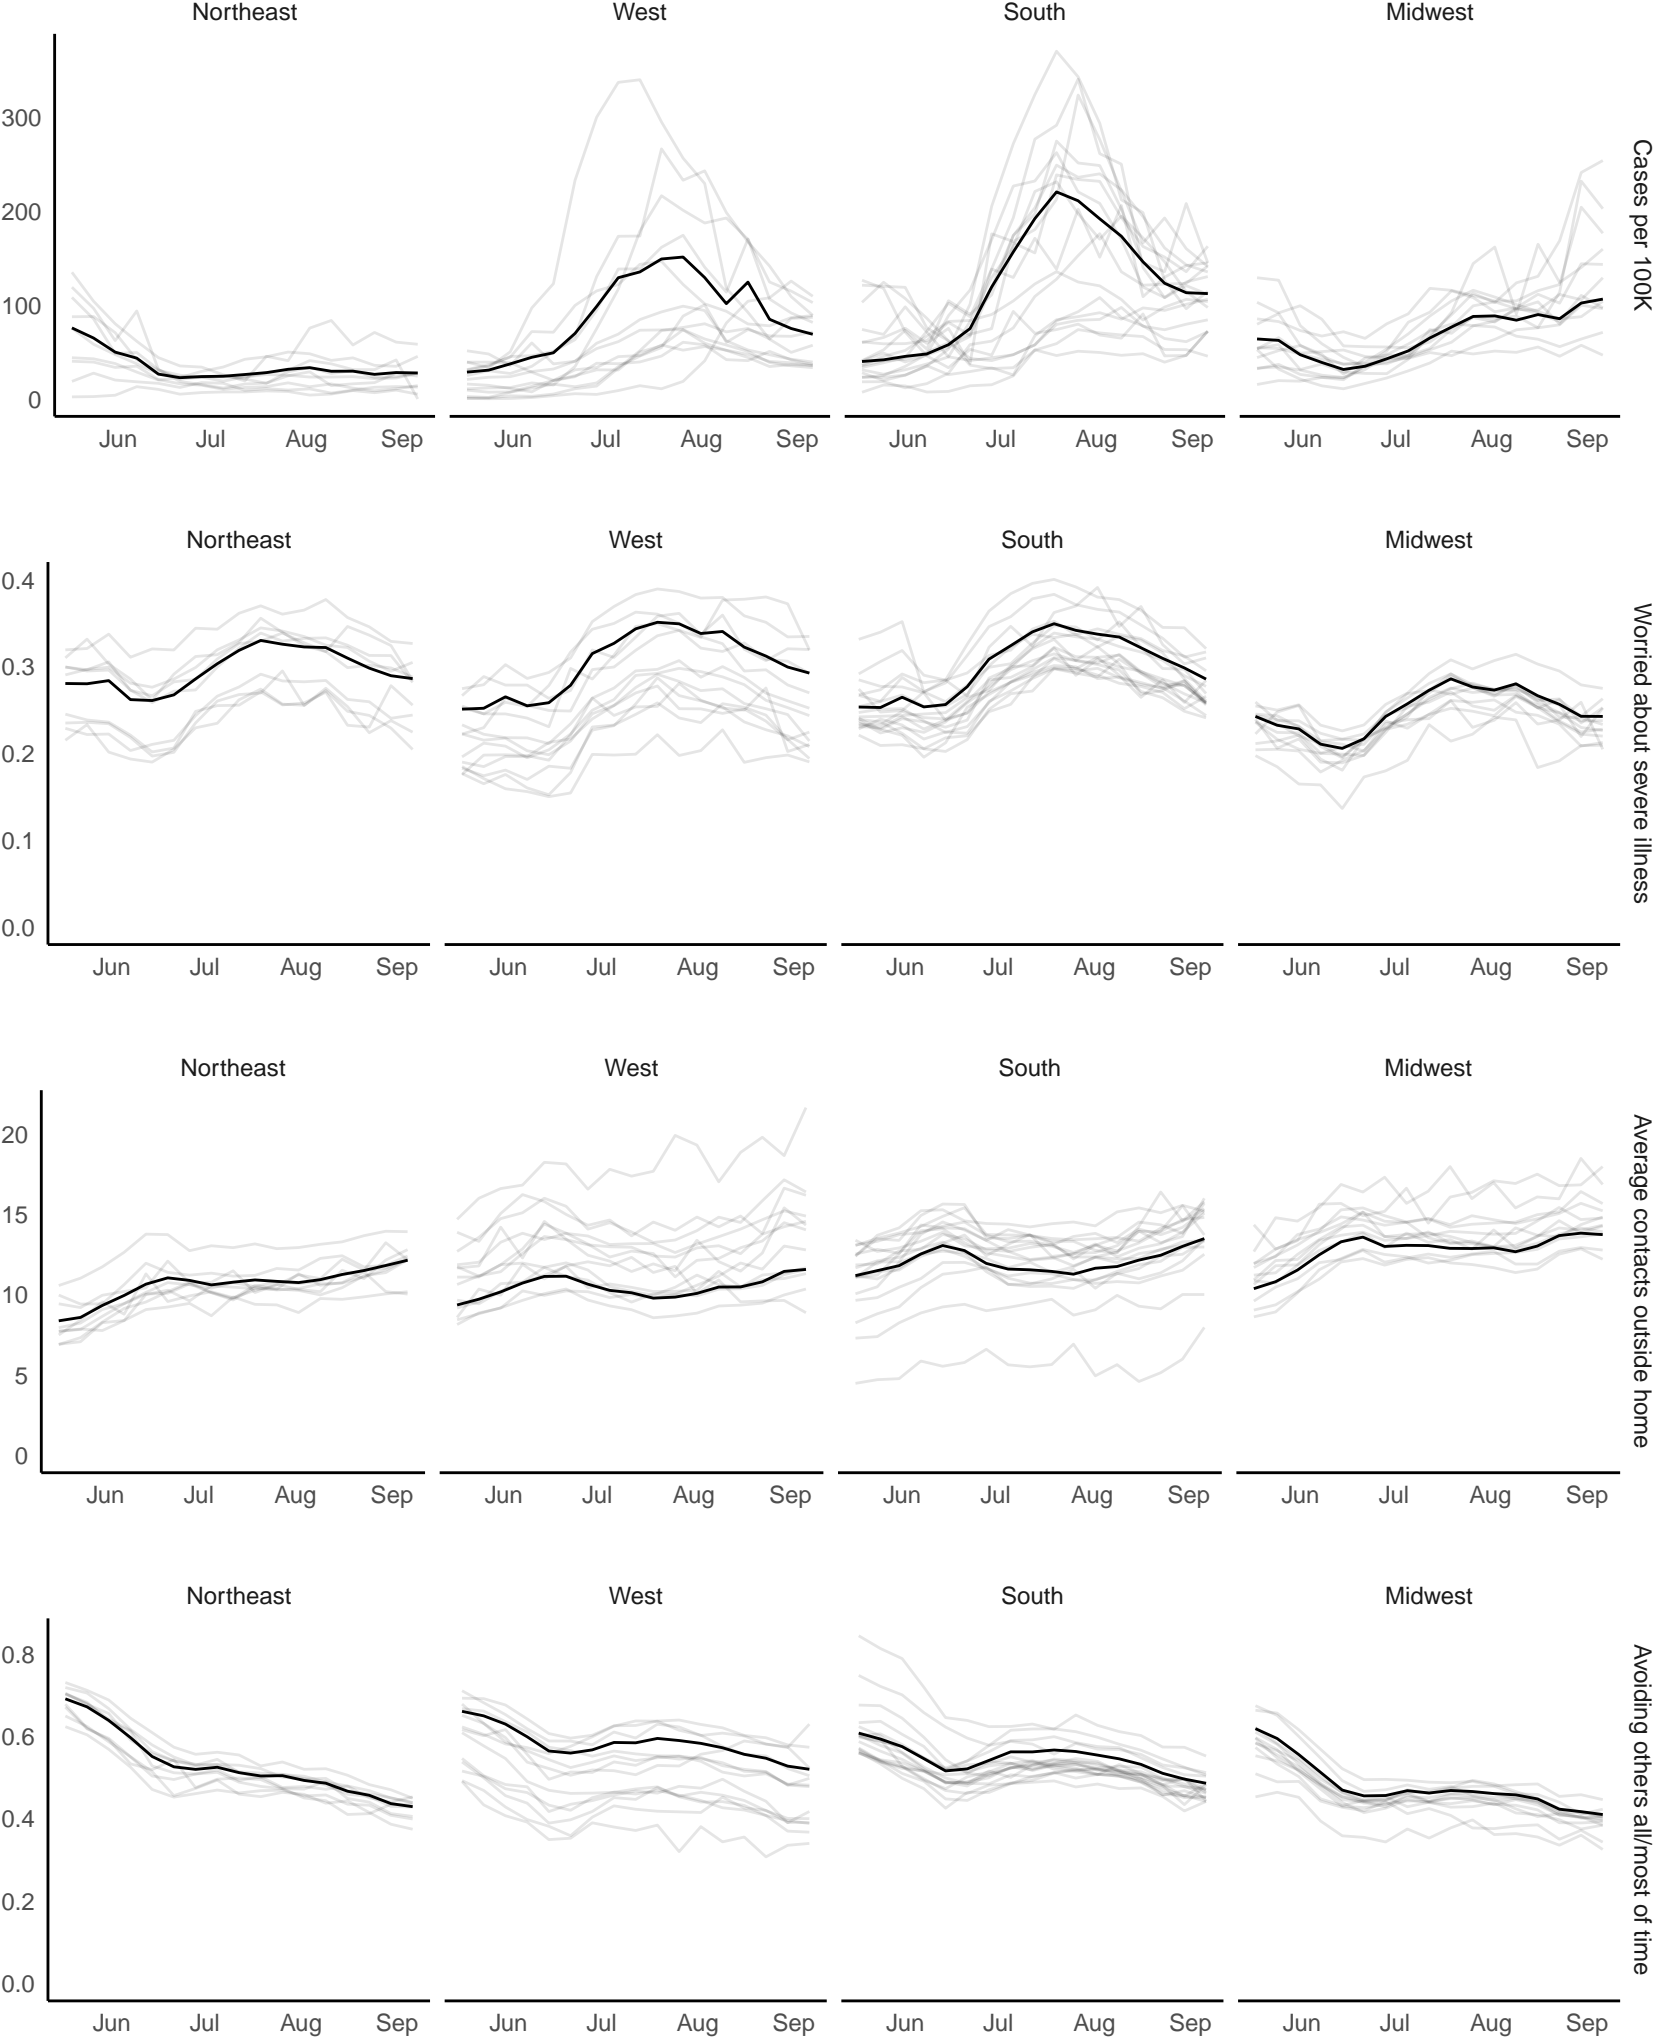 Northeast West South Midwest
300
200
100
0
Cases per 100K
Jun Jul Aug Sep Jun Jul Aug Sep Jun Jul Aug Sep Jun Jul Aug Sep
Northeast West South Midwest
0.4
0.3
0.2
0.1
0.0
Worried about severe illness
Jun Jul Aug Sep Jun Jul Aug Sep Jun Jul Aug Sep Jun Jul Aug Sep
Northeast West South Midwest
20
15
10
5
0
Average contacts outside home
Jun Jul Aug Sep Jun Jul Aug Sep Jun Jul Aug Sep Jun Jul Aug Sep
Northeast West South Midwest
0.8
0.6
0.4
0.2
0.0
Avoiding others all/most of time
Jun Jul Aug Sep Jun Jul Aug Sep Jun Jul Aug Sep Jun Jul Aug Sep